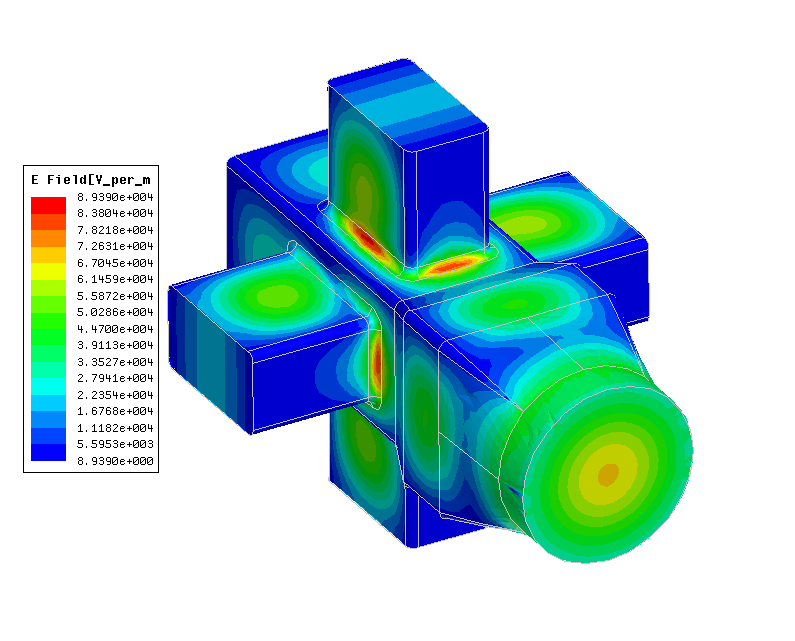 E Field[V_per_m
8.9390e+004
8.3804e+004
7.8218e+004
7.2631e+004
6.7045e+004
6.1459e+004
5.5872e+004
5.0286e+004
4.4700e+004
3.9113e+004
3.3527e+004
2.7941e+004
2.2354e+004
1.6768e+004
1.1182e+004
5.5953e+003
8.9390e+000